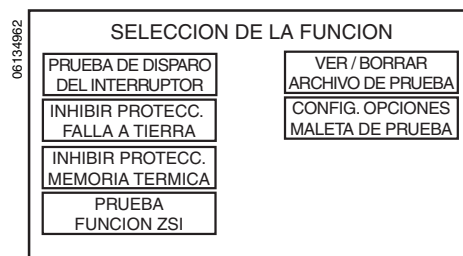 06134962
SELECCION DE LA FUNCION
PRUEBA DE DISPARO
DEL INTERRUPTOR
INHIBIR PROTECC.
FALLA A TIERRA
INHIBIR PROTECC.
MEMORIA TERMICA
PRUEBA
FUNCION ZSI
VER / BORRAR
ARCHIVO DE PRUEBA
CONFIG. OPCIONES
MALETA DE PRUEBA